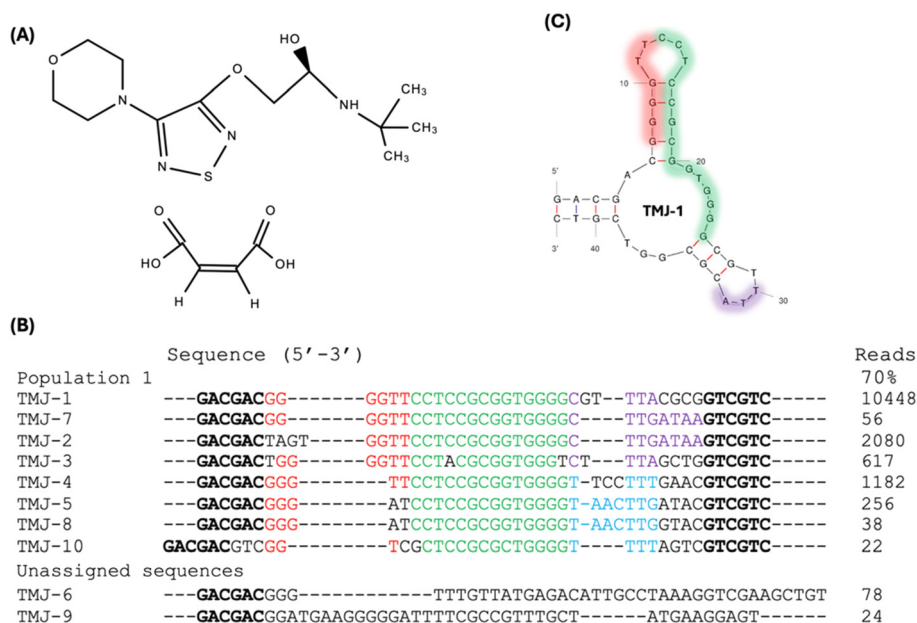 (A)
HO
O
O
N
NH
CH₃
CH₃
CH₃
N
N
S
O
O
HO
OH
H
H
(C)
T
C
C
T
T
10
G
C
G
C
G
G
G
C
C
G
20
A
G
T
G
G
G
G
5'
G
A
C
G
C
T
G
C
3'
40
TMJ-1
T
G
G
C
C
G
G
C
G
T
T
T
A
30
(B)
Sequence (5'-3')
Reads
Population 1
70%
TMJ-1 ---GACGACGG-------GGTTCCTCCGCGGTGGGGCGT--TTACGCGGTCGTC----- 10448
TMJ-7 ---GACGACGG-------GGTTCCTCCGCGGTGGGGC----TTGATAAGTCGTC----- 56
TMJ-2 ---GACGACTAGT-----GGTTCCTCCGCGGTGGGGC----TTGATAAGTCGTC----- 2080
TMJ-3 ---GACGACTGG------GGTTCCTACGCGGTGGGTCT---TTAGCTGGTCGTC----- 617
TMJ-4 ---GACGACGGG--------TTCCTCCGCGGTGGGGT-TCCTTTGAACGTCGTC----- 1182
TMJ-5 ---GACGACGGG--------ATCCTCCGCGGTGGGGT-AACTTGATACGTCGTC----- 256
TMJ-8 ---GACGACGGG--------ATCCTCCGCGGTGGGGT-AACTTGGTACGTCGTC----- 38
TMJ-10 GACGACGTCGG---------TCGCTCCGCGCTGGGGT----TTTAGTCGTCGTC----- 22
Unassigned sequences
TMJ-6 ---GACGACGGG------------TTTGTTATGAGACATTGCCTAAAGGTCGAAGCTGT 78
TMJ-9 ---GACGACGGATGAAGGGGGATTTTCGCCGTTTGCT------ATGAAGGAGT------ 24